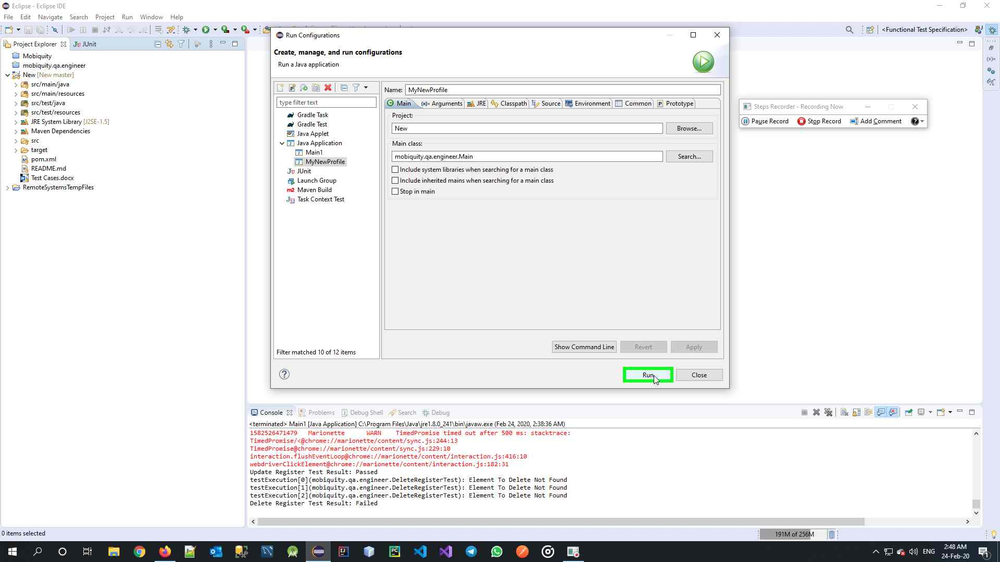 Eclipse - Eclipse IDE
File Edit Navigate Search Project Run Window Help
<Functional Test Specification>
Project Explorer
JUnit
Mobiquity
mobiquity.qa.engineer
New [New master]
src/main/java
src/main/resources
src/test/java
src/test/resources
JRE System Library [J2SE-1.5]
Maven Dependencies
src
target
pom.xml
README.md
Test Cases.docx
RemoteSystemsTempFiles
Run Configurations
Create, manage, and run configurations
Run a Java application
type filter text
Gradle Task
Gradle Test
Java Applet
Java Application
Main1
MyNewProfile
JUnit
Launch Group
Maven Build
Task Context Test
Filter matched 10 of 12 items
Name: MyNewProfile
Main Arguments JRE Classpath Source Environment Common Prototype
Project:
New Browse...
Main class:
mobiquity.qa.engineer.Main Search...
Include system libraries when searching for a main class
Include inherited mains when searching for a main class
Stop in main
Show Command Line Revert Apply
Run Close
Steps Recorder - Recording Now
Pause Record Stop Record Add Comment
Console Problems Debug Shell Search Debug
<terminated> Main1 [Java Application] C:\Program Files\Java\jre1.8.0_241\bin\javaw.exe (Feb 24, 2020, 2:38:36 AM)
1582526471479 Marionette WARN TimedPromise timed out after 500 ms: stacktrace:
TimedPromise/<@chrome://marionette/content/sync.js:244:13
TimedPromise@chrome://marionette/content/sync.js:229:10
interaction.flushEventLoop@chrome://marionette/content/interaction.js:416:10
webdriverClickElement@chrome://marionette/content/interaction.js:182:31
Update Register Test Result: Passed
testExecution[0](mobiquity.qa.engineer.DeleteRegisterTest): Element To Delete Not Found
testExecution[1](mobiquity.qa.engineer.DeleteRegisterTest): Element To Delete Not Found
testExecution[2](mobiquity.qa.engineer.DeleteRegisterTest): Element To Delete Not Found
Delete Register Test Result: Failed
0 items selected
191M of 256M
ENG
2:48 AM
24-Feb-20